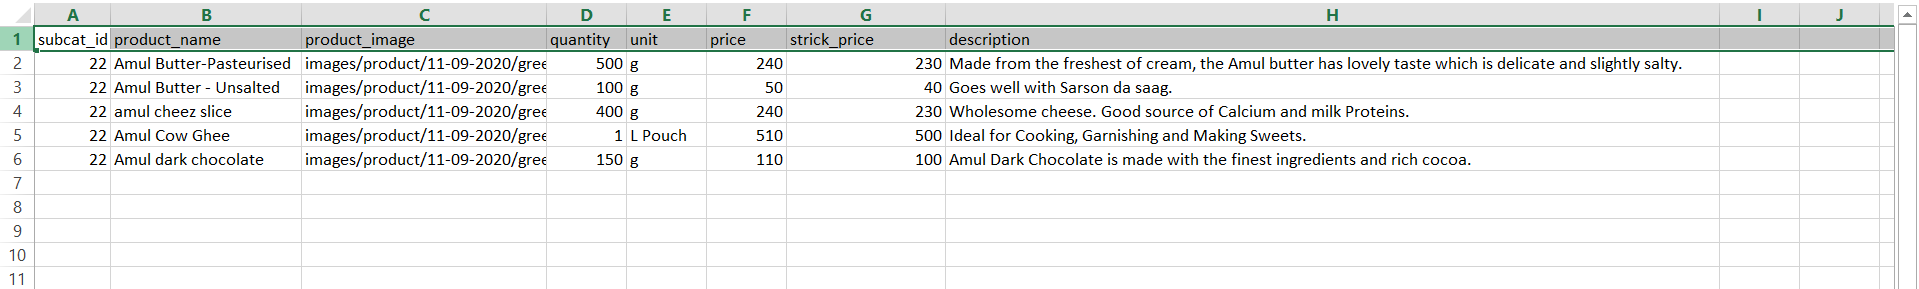 A B C D E F G H I J
1 subcat_id product_name product_image quantity unit price strick_price description
2 22 Amul Butter-Pasteurised images/product/11-09-2020/gree 500 g 240 230 Made from the freshest of cream, the Amul butter has lovely taste which is delicate and slightly salty.
3 22 Amul Butter - Unsalted images/product/11-09-2020/gree 100 g 50 40 Goes well with Sarson da saag.
4 22 amul cheez slice images/product/11-09-2020/gree 400 g 240 230 Wholesome cheese. Good source of Calcium and milk Proteins.
5 22 Amul Cow Ghee images/product/11-09-2020/gree 1 L Pouch 510 500 Ideal for Cooking, Garnishing and Making Sweets.
6 22 Amul dark chocolate images/product/11-09-2020/gree 150 g 110 100 Amul Dark Chocolate is made with the finest ingredients and rich cocoa.
7
8
9
10
11